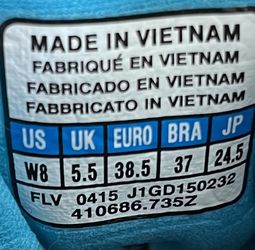 MADE IN VIETNAM
FABRIQUÉ EN VIETNAM
FABRICADO EN VIETNAM
FABBRICATO IN VIETNAM
US UK EURO BRA JP
W8 5.5 38.5 37 24.5
FLV 0415 J1GD150232
410686.735Z